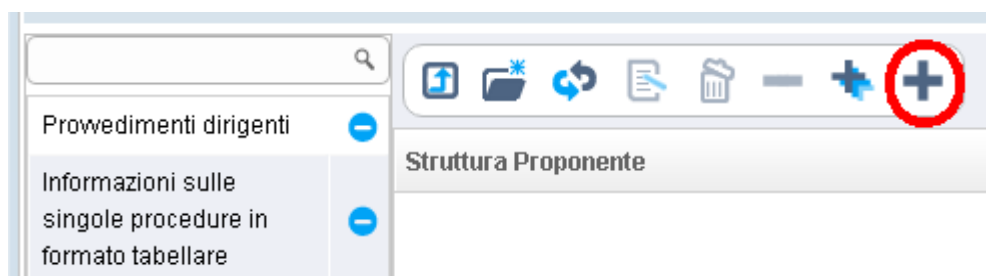 Provvedimenti dirigenti
Struttura Proponente
Informazioni sulle
singole procedure in
formato tabellare